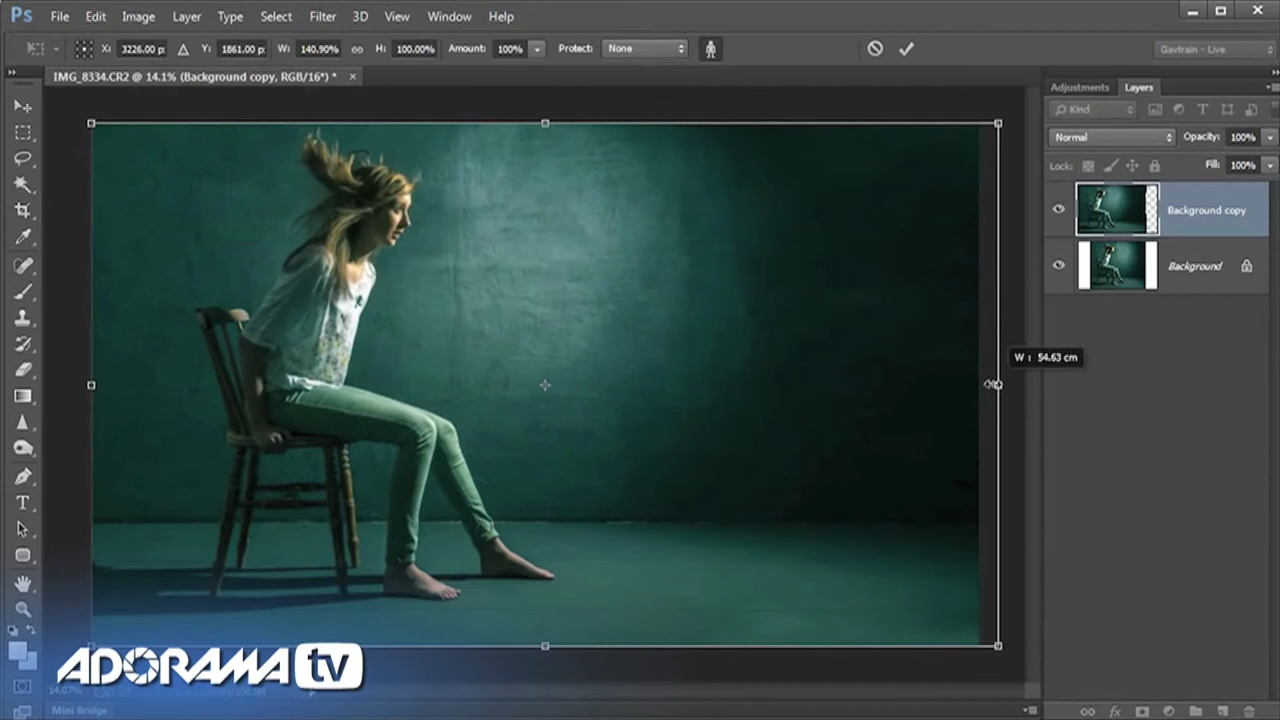 Ps File Edit Image Layer Type Select Filter 3D View Window Help
X: 3226.00 p: Y: 1861.00 p: W: 140.90% H: 100.00% Amount: 100% Protect: None Gavtrain - Live
IMG_8334.CR2 @ 14.1% (Background copy, RGB/16*) *
Adjustments Layers
Kind
Normal Opacity: 100%
Lock: Fill: 100%
Background copy
Background
W : 54.63 cm
ADORAMA tv
14.07%
Mini Bridge